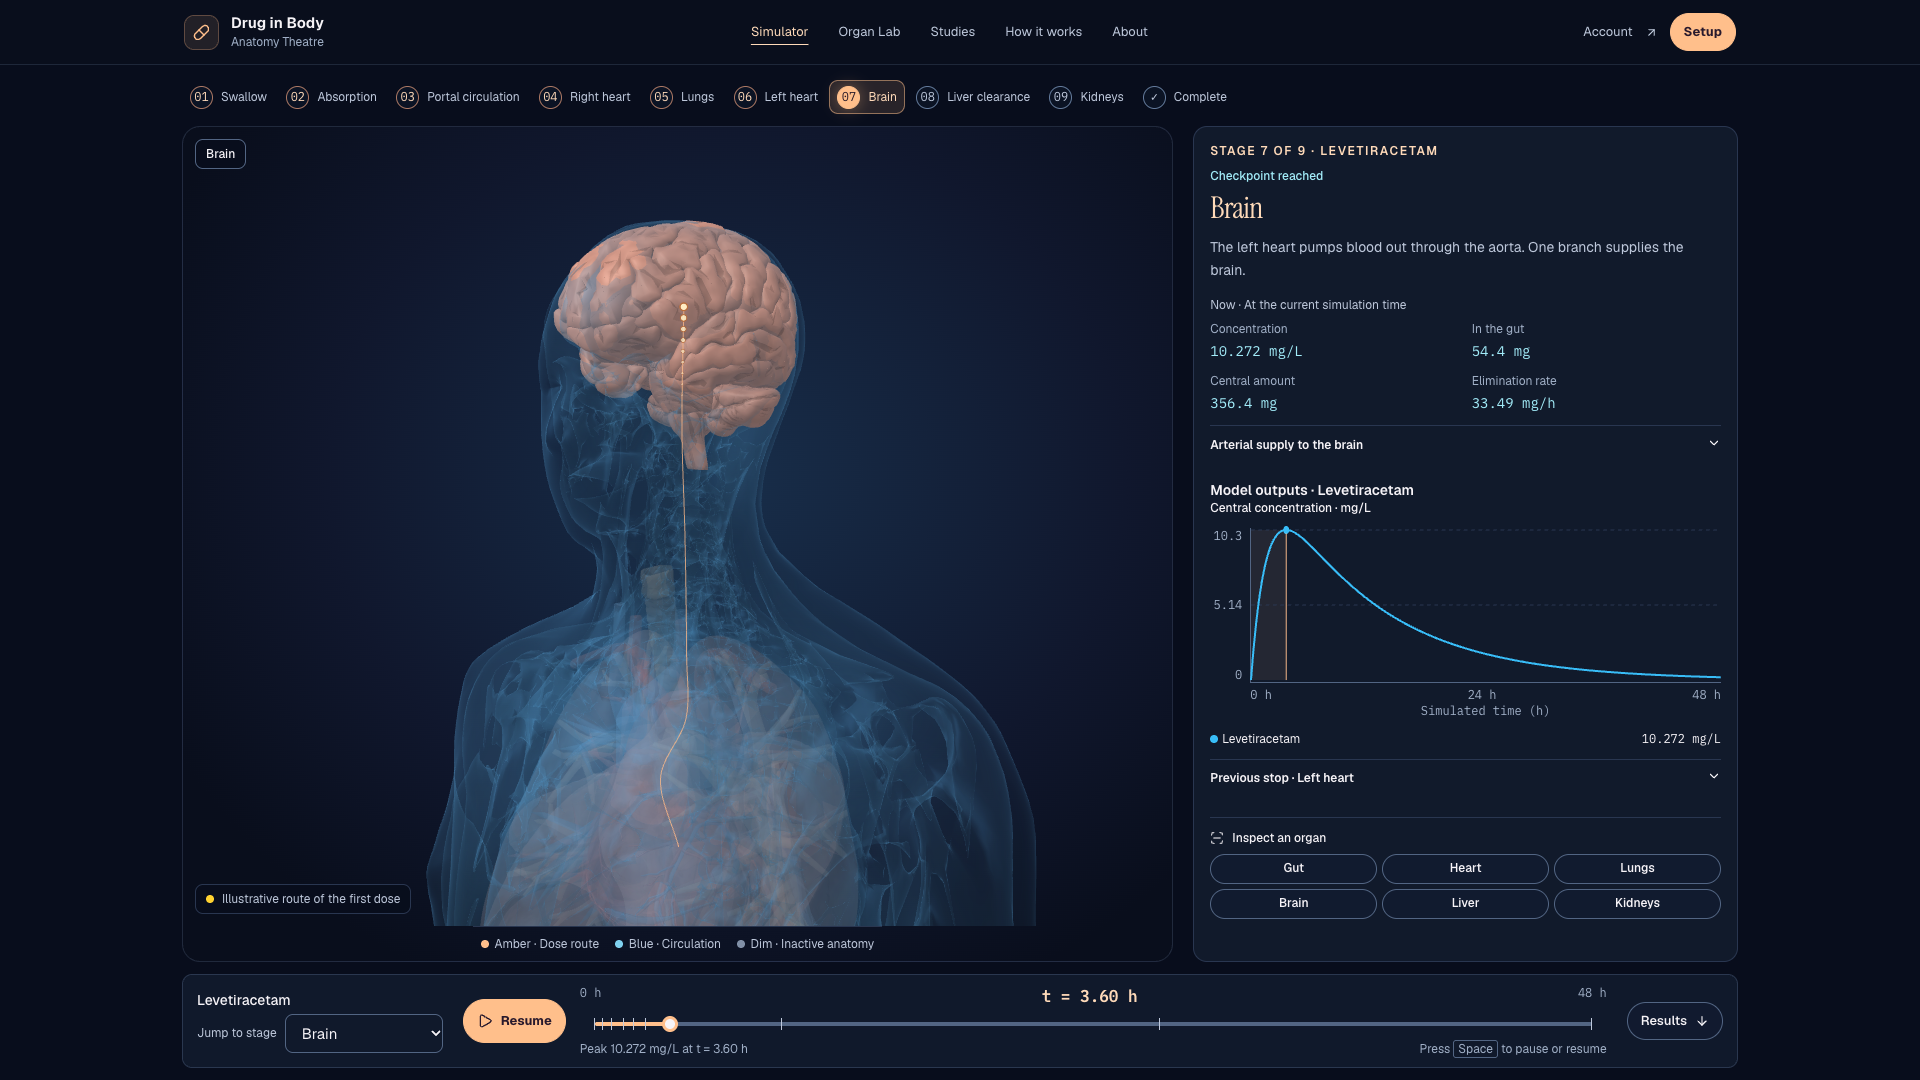 Drug in Body
Anatomy Theatre
Simulator
Organ Lab
Studies
How it works
About
Account
Setup
01 Swallow
02 Absorption
03 Portal circulation
04 Right heart
05 Lungs
06 Left heart
07 Brain
08 Liver clearance
09 Kidneys
✓ Complete
Brain
Illustrative route of the first dose
Amber · Dose route
Blue · Circulation
Dim · Inactive anatomy
STAGE 7 OF 9 · LEVETIRACETAM
Checkpoint reached
Brain
The left heart pumps blood out through the aorta. One branch supplies the
brain.
Now · At the current simulation time
Concentration
10.272 mg/L
In the gut
54.4 mg
Central amount
356.4 mg
Elimination rate
33.49 mg/h
Arterial supply to the brain
Model outputs · Levetiracetam
Central concentration · mg/L
10.3
5.14
0
0 h
24 h
48 h
Simulated time (h)
Levetiracetam
10.272 mg/L
Previous stop · Left heart
Inspect an organ
Gut
Heart
Lungs
Brain
Liver
Kidneys
Levetiracetam
Jump to stage
Brain
Resume
0 h
t = 3.60 h
48 h
Peak 10.272 mg/L at t = 3.60 h
Press Space to pause or resume
Results